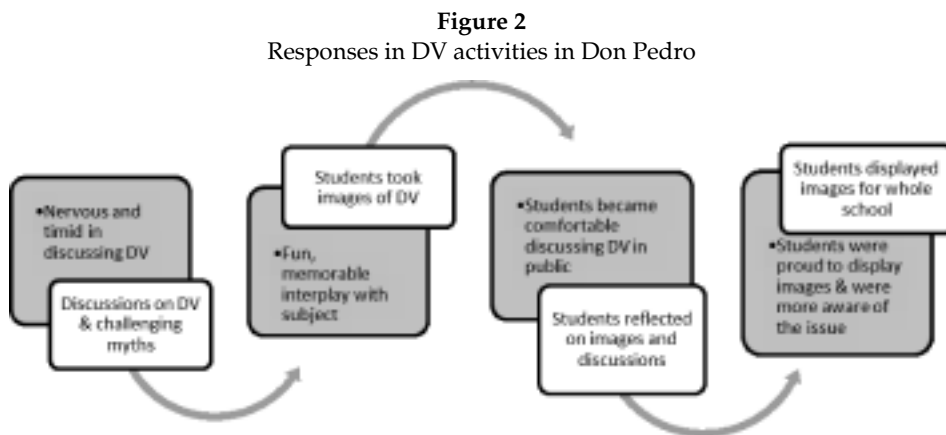 Figure 2
Responses in DV activities in Don Pedro
•Nervous and
timid in
discussing DV
Discussions on DV
& challenging
myths
Students took
images of DV
•Fun,
memorable
interplay with
subject
•Students became
comfortable
discussing DV in
public
Students reflected
on images and
discussions
Students displayed
images for whole
school
•Students were
proud to display
images & were
more aware of
the issue